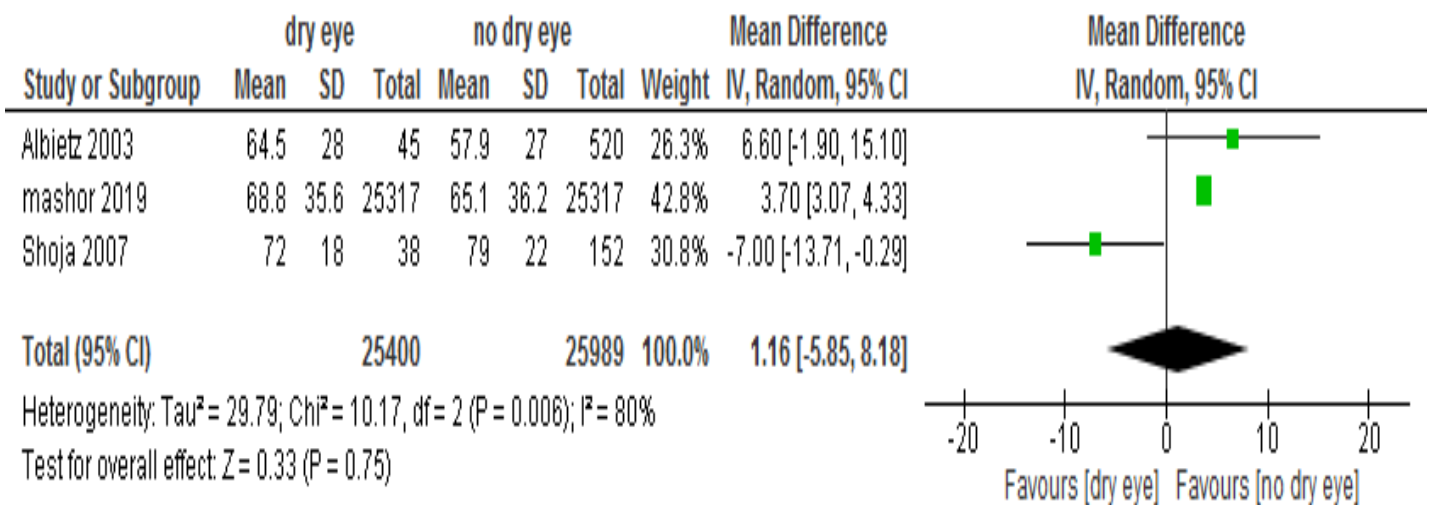 dry eye no dry eye Mean Difference Mean Difference
Study or Subgroup Mean SD Total Mean SD Total Weight IV, Random, 95% CI IV, Random, 95% CI
Albietz 2003 64.5 28 45 57.9 27 520 26.3% 6.60 [-1.90, 15.10]
mashor 2019 68.8 35.6 25317 65.1 36.2 25317 42.8% 3.70 [3.07, 4.33]
Shoja 2007 72 18 38 79 22 152 30.8% -7.00 [-13.71, -0.29]
Total (95% CI) 25400 25989 100.0% 1.16 [-5.85, 8.18]
Heterogeneity: Tau² = 29.79; Chi² = 10.17, df = 2 (P = 0.006); I² = 80%
Test for overall effect: Z = 0.33 (P = 0.75)
-20 -10 0 10 20
Favours [dry eye] Favours [no dry eye]